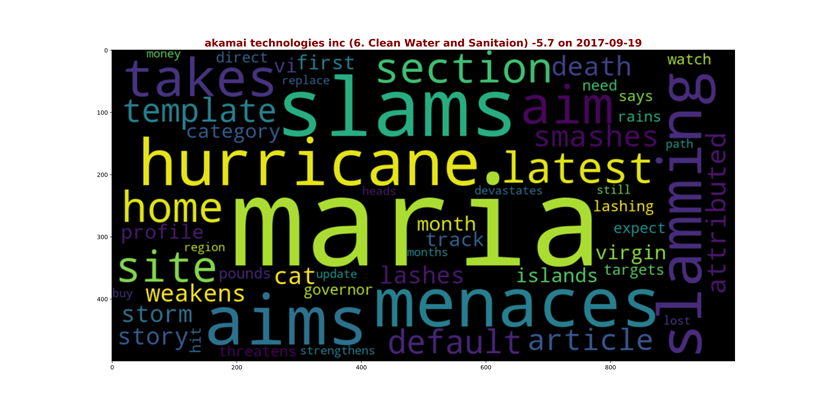 akamai technologies inc (6. Clean Water and Sanitaion) -5.7 on 2017-09-19
0
100
200
300
400
0 200 400 600 800
money direct vi first section death watch
takes replace need says
template slams aim rains
category smashes path
hurricane latest
heads devastates still
home maria month lashing
profile track expect
region months virgin
site pounds cat update lashes islands targets
buy weakens governor menaces
storm aims lost
story hit default article
threatens strengthens
slamming
attributed